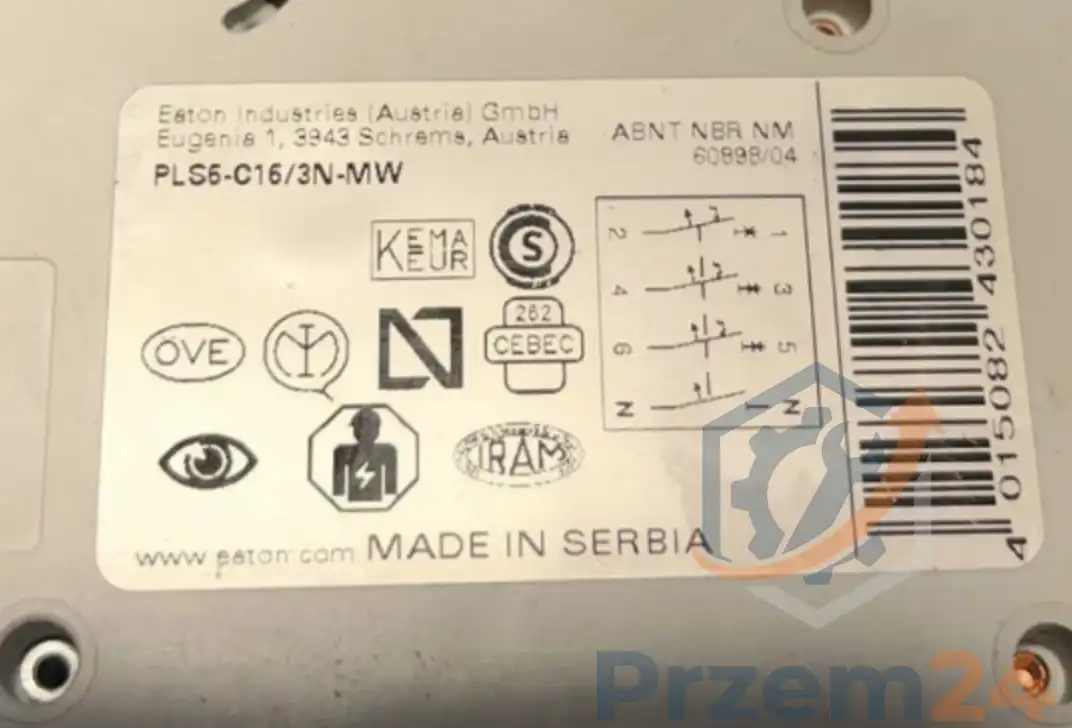 Eaton Industries (Austria) GmbH
Eugenia 1, 3943 Schrems, Austria
PLS6-C16/3N-MW
ABNT NBR NM
60898/04
KEMA
EUR
S
2 1
4 3
6 5
N N
ÖVE
N
262
CEBEC
IRAM
www.eaton.com MADE IN SERBIA
4 015082 430184
Przem24